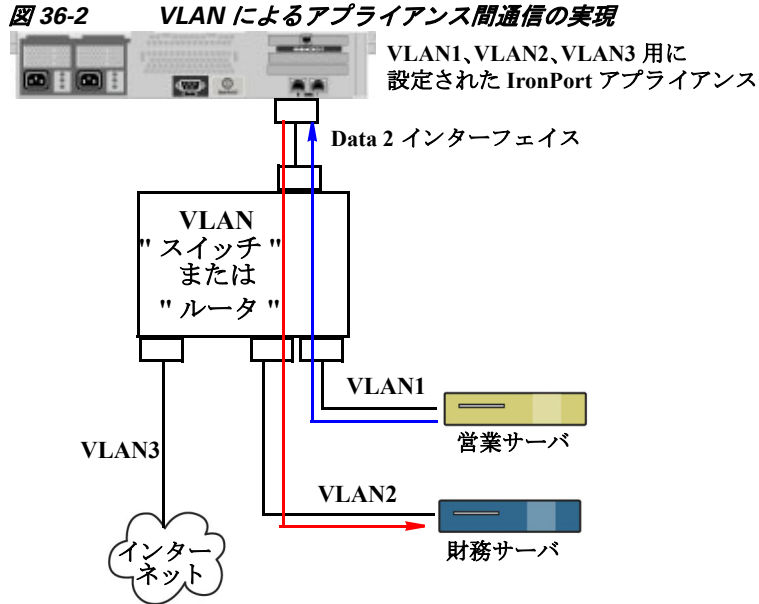 図 36-2 VLAN によるアプライアンス間通信の実現
VLAN1、VLAN2、VLAN3 用に
設定された IronPort アプライアンス
Data 2 インターフェイス
VLAN
" スイッチ "
または
" ルータ "
VLAN1
営業サーバ
VLAN3
VLAN2
財務サーバ
インター
ネット